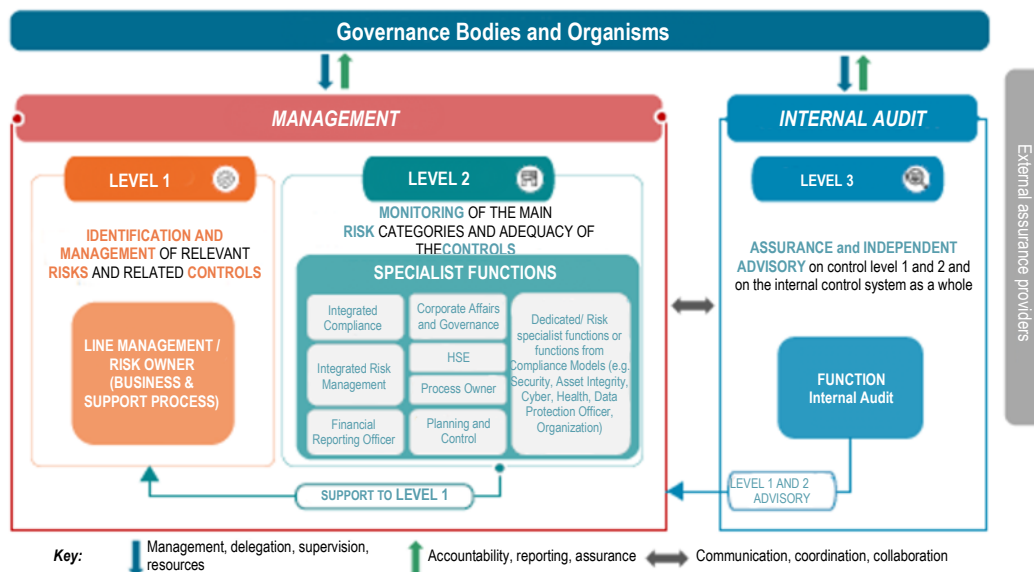 Governance Bodies and Organisms
MANAGEMENT
INTERNAL AUDIT
LEVEL 1
LEVEL 2
LEVEL 3
IDENTIFICATION AND
MANAGEMENT OF RELEVANT
RISKS AND RELATED CONTROLS
LINE MANAGEMENT /
RISK OWNER
(BUSINESS &
SUPPORT PROCESS)
MONITORING OF THE MAIN
RISK CATEGORIES AND ADEQUACY OF
THECONTROLS
SPECIALIST FUNCTIONS
Integrated
Compliance
Corporate Affairs
and Governance
Integrated Risk
Management
HSE
Process Owner
Financial
Reporting Officer
Planning and
Control
Dedicated/ Risk
specialist functions or
functions from
Compliance Models (e.g.
Security, Asset Integrity,
Cyber, Health, Data
Protection Officer,
Organization)
SUPPORT TO LEVEL 1
ASSURANCE and INDEPENDENT
ADVISORY on control level 1 and 2 and
on the internal control system as a whole
FUNCTION
Internal Audit
LEVEL 1 AND 2
ADVISORY
External assurance providers
Key:
Management, delegation, supervision,
resources
Accountability, reporting, assurance
Communication, coordination, collaboration